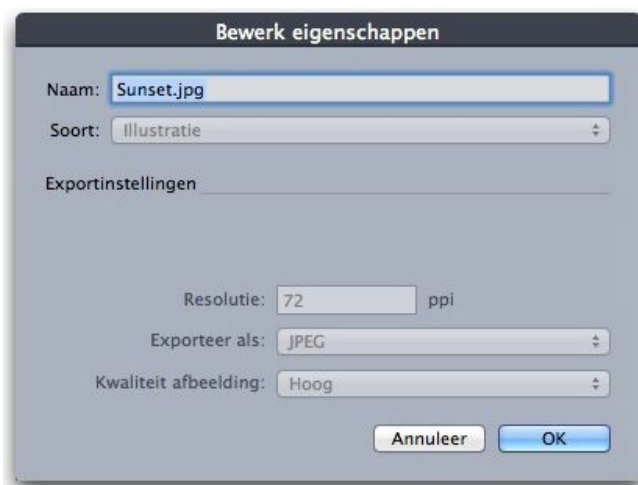 Bewerk eigenschappen
Naam: Sunset.jpg
Soort: Illustratie
Exportinstellingen
Resolutie: 72 ppi
Exporteer als: JPEG
Kwaliteit afbeelding: Hoog
Annuleer OK